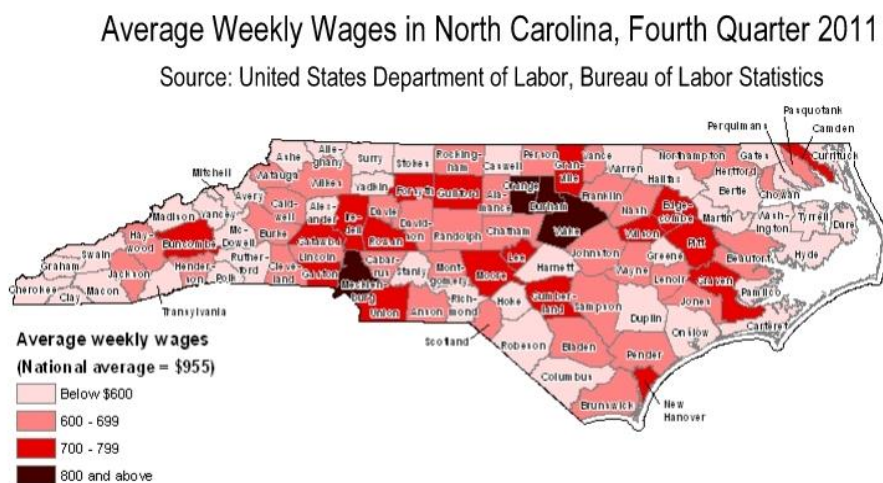 Average Weekly Wages in North Carolina, Fourth Quarter 2011
Source: United States Department of Labor, Bureau of Labor Statistics
Pasquotank
Perquimans
Camden
Currituck
Ashe
Alle-
ghany
Surry
Stokes
Rocking-
ham
Caswell
Person
Gran-
ville
Vance
Warren
Northampton
Gates
Hertford
Halifax
Mitchell
Watauga
Wilkes
Yadkin
Forsyth
Guilford
Ala-
mance
Orange
Durham
Franklin
Bertie
Chowan
Avery
Cald-
well
Alex-
ander
Ire-
dell
Davie
David-
son
Randolph
Chatham
Wake
Nash
Edge-
combe
Martin
Wash-
ington
Tyrrell
Dare
Madison
Yancey
Mc-
Dowell
Burke
Catawba
Rowan
Wilson
Pitt
Beaufort
Hyde
Hay-
wood
Buncombe
Ruther-
ford
Lincoln
Cabar-
rus
Stanly
Mont-
gomery
Moore
Lee
Harnett
Johnston
Wayne
Greene
Lenoir
Craven
Pamlico
Swain
Graham
Jackson
Hender-
son
Polk
Cleve
land
Gaston
Mecklen-
burg
Cherokee
Clay
Macon
Transylvania
Union
Anson
Rich-
mond
Hoke
Cumber-
land
Sampson
Duplin
Jones
Onslow
Carteret
Scotland
Robeson
Bladen
Pender
Columbus
Brunswick
New
Hanover
Average weekly wages
(National average = $955)
Below $600
600 - 699
700 - 799
800 and above